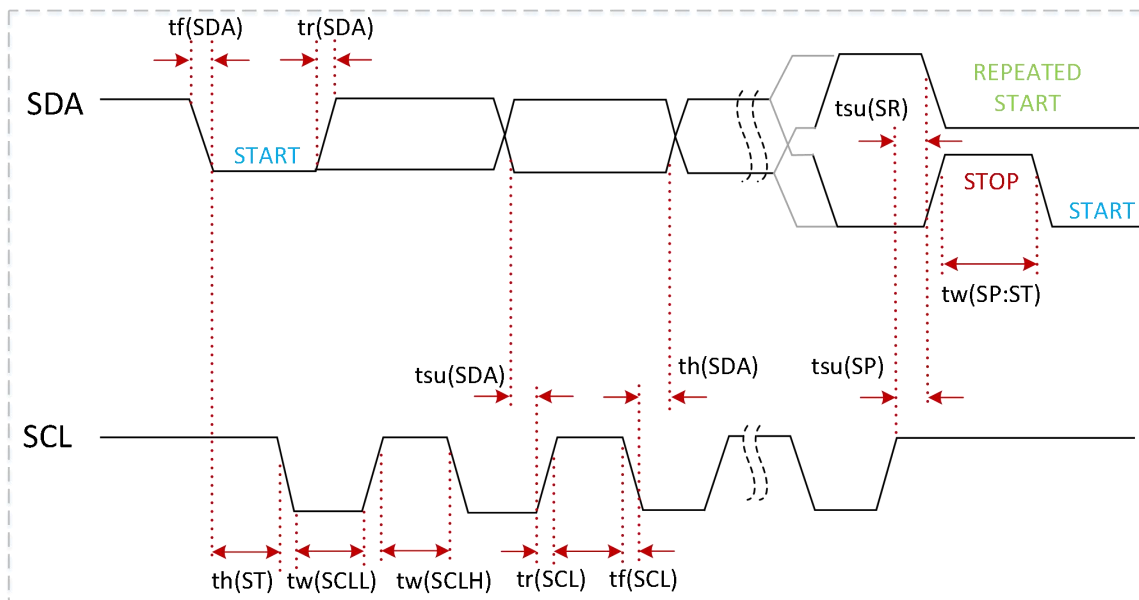 tf(SDA) tr(SDA)
SDA
START
REPEATED
START
tsu(SR)
STOP
START
tw(SP:ST)
tsu(SDA)
th(SDA)
tsu(SP)
SCL
th(ST) tw(SCLL) tw(SCLH) tr(SCL) tf(SCL)